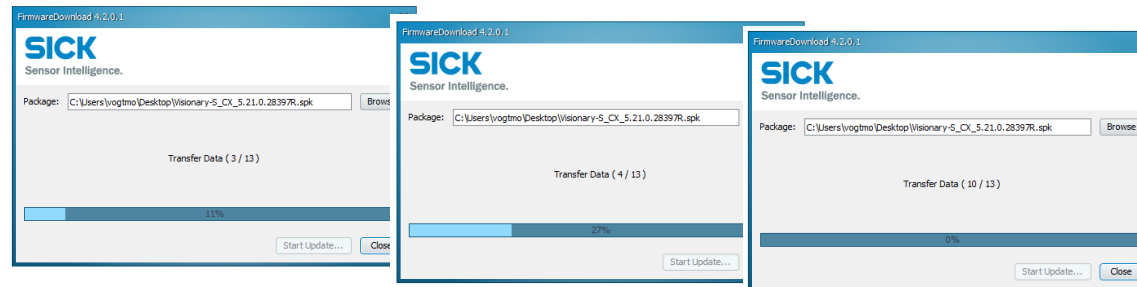 FirmwareDownload 4.2.0.1
SICK
Sensor Intelligence.
Package: C:\Users\vogtmo\Desktop\Visionary-S_CX_5.21.0.28397R.spk Brows
Transfer Data ( 3 / 13 )
11%
Start Update... Close
FirmwareDownload 4.2.0.1
SICK
Sensor Intelligence.
Package: C:\Users\vogtmo\Desktop\Visionary-S_CX_5.21.0.28397R.spk
Transfer Data ( 4 / 13 )
27%
Start Update...
FirmwareDownload 4.2.0.1
SICK
Sensor Intelligence.
Package: C:\Users\vogtmo\Desktop\Visionary-S_CX_5.21.0.28397R.spk Browse
Transfer Data ( 10 / 13 )
0%
Start Update... Close